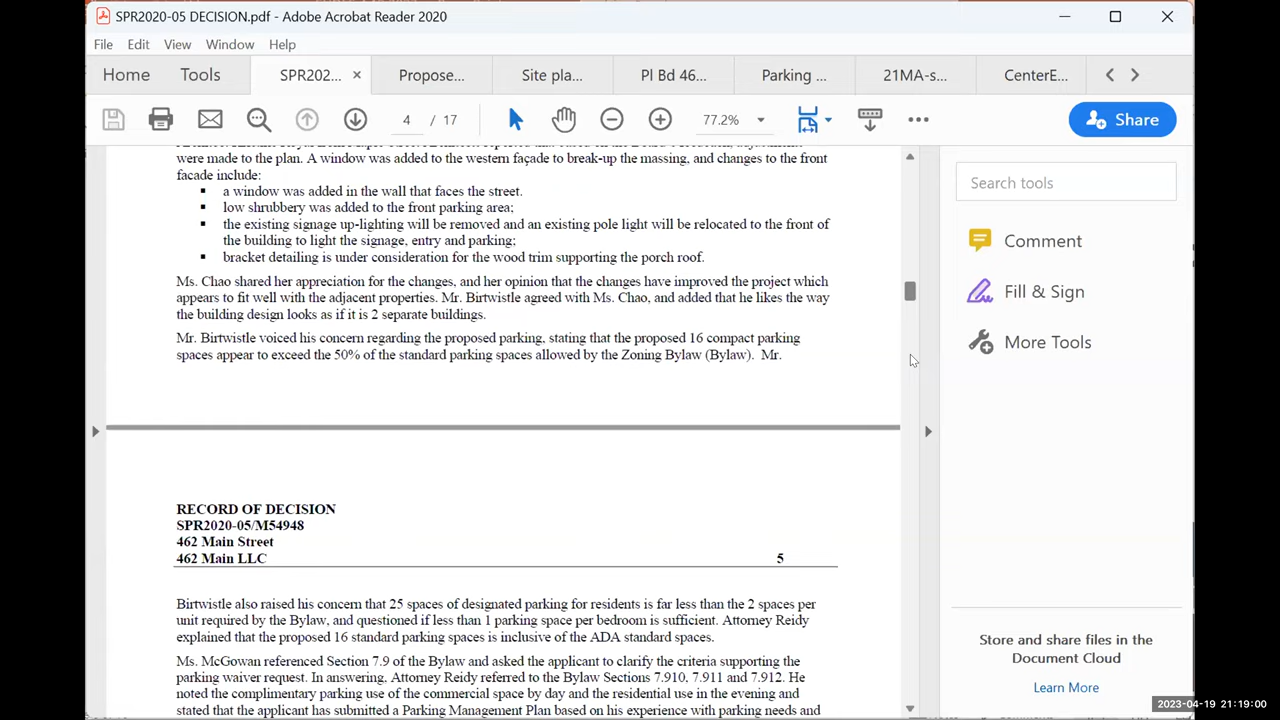 SPR2020-05 DECISION.pdf - Adobe Acrobat Reader 2020
File Edit View Window Help
Home Tools SPR202... × Propose... Site pla... Pl Bd 46... Parking ... 21MA-s... CenterE...
4 / 17 77.2% Share
were made to the plan. A window was added to the western façade to break-up the massing, and changes to the front
facade include:
▪ a window was added in the wall that faces the street.
▪ low shrubbery was added to the front parking area;
▪ the existing signage up-lighting will be removed and an existing pole light will be relocated to the front of
the building to light the signage, entry and parking;
▪ bracket detailing is under consideration for the wood trim supporting the porch roof.
Ms. Chao shared her appreciation for the changes, and her opinion that the changes have improved the project which
appears to fit well with the adjacent properties. Mr. Birtwistle agreed with Ms. Chao, and added that he likes the way
the building design looks as if it is 2 separate buildings.
Mr. Birtwistle voiced his concern regarding the proposed parking, stating that the proposed 16 compact parking
spaces appear to exceed the 50% of the standard parking spaces allowed by the Zoning Bylaw (Bylaw). Mr.
RECORD OF DECISION
SPR2020-05/M54948
462 Main Street
462 Main LLC 5
Birtwistle also raised his concern that 25 spaces of designated parking for residents is far less than the 2 spaces per
unit required by the Bylaw, and questioned if less than 1 parking space per bedroom is sufficient. Attorney Reidy
explained that the proposed 16 standard parking spaces is inclusive of the ADA standard spaces.
Ms. McGowan referenced Section 7.9 of the Bylaw and asked the applicant to clarify the criteria supporting the
parking waiver request. In answering, Attorney Reidy referred to the Bylaw Sections 7.910, 7.911 and 7.912. He
noted the complimentary parking use of the commercial space by day and the residential use in the evening and
stated that the applicant has submitted a Parking Management Plan based on his experience with parking needs and
Search tools
Comment
Fill & Sign
More Tools
Store and share files in the
Document Cloud
Learn More
2023-04-19 21:19:00